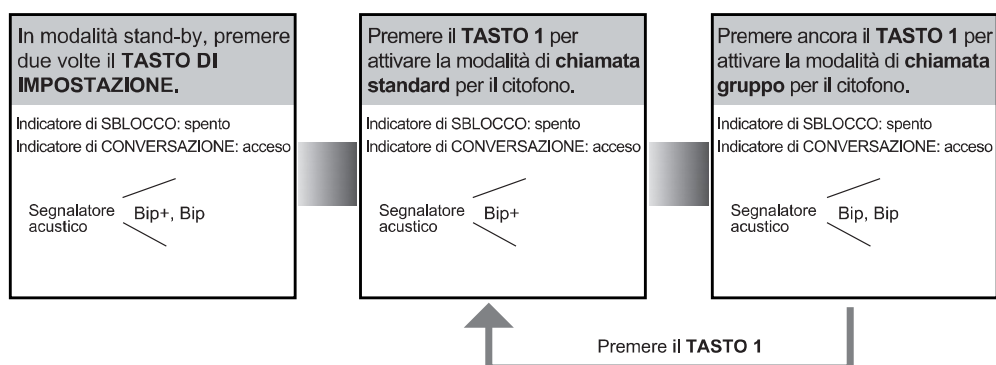 In modalità stand-by, premere
due volte il TASTO DI
IMPOSTAZIONE.
Indicatore di SBLOCCO: spento
Indicatore di CONVERSAZIONE: acceso
Segnalatore
acustico
Bip+, Bip
Premere il TASTO 1 per
attivare la modalità di chiamata
standard per il citofono.
Indicatore di SBLOCCO: spento
Indicatore di CONVERSAZIONE: acceso
Segnalatore
acustico
Bip+
Premere ancora il TASTO 1 per
attivare la modalità di chiamata
gruppo per il citofono.
Indicatore di SBLOCCO: spento
Indicatore di CONVERSAZIONE: acceso
Segnalatore
acustico
Bip, Bip
Premere il TASTO 1